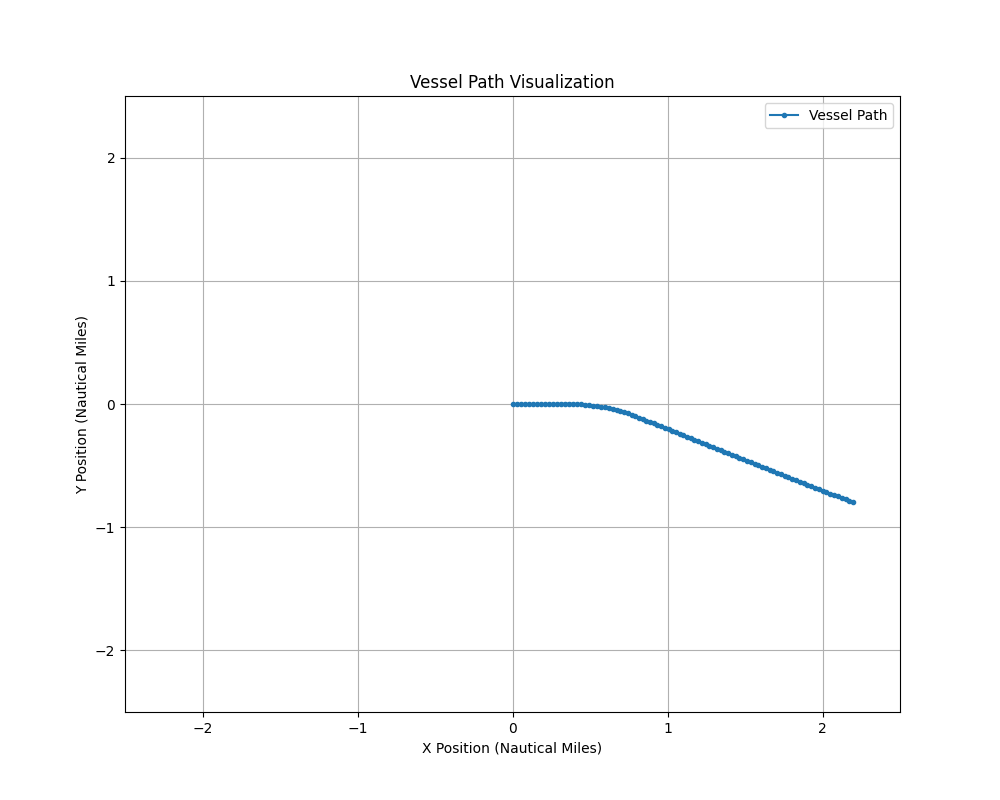 Vessel Path Visualization
Vessel Path
Y Position (Nautical Miles)
2
1
0
−1
−2
−2
−1
0
1
2
X Position (Nautical Miles)